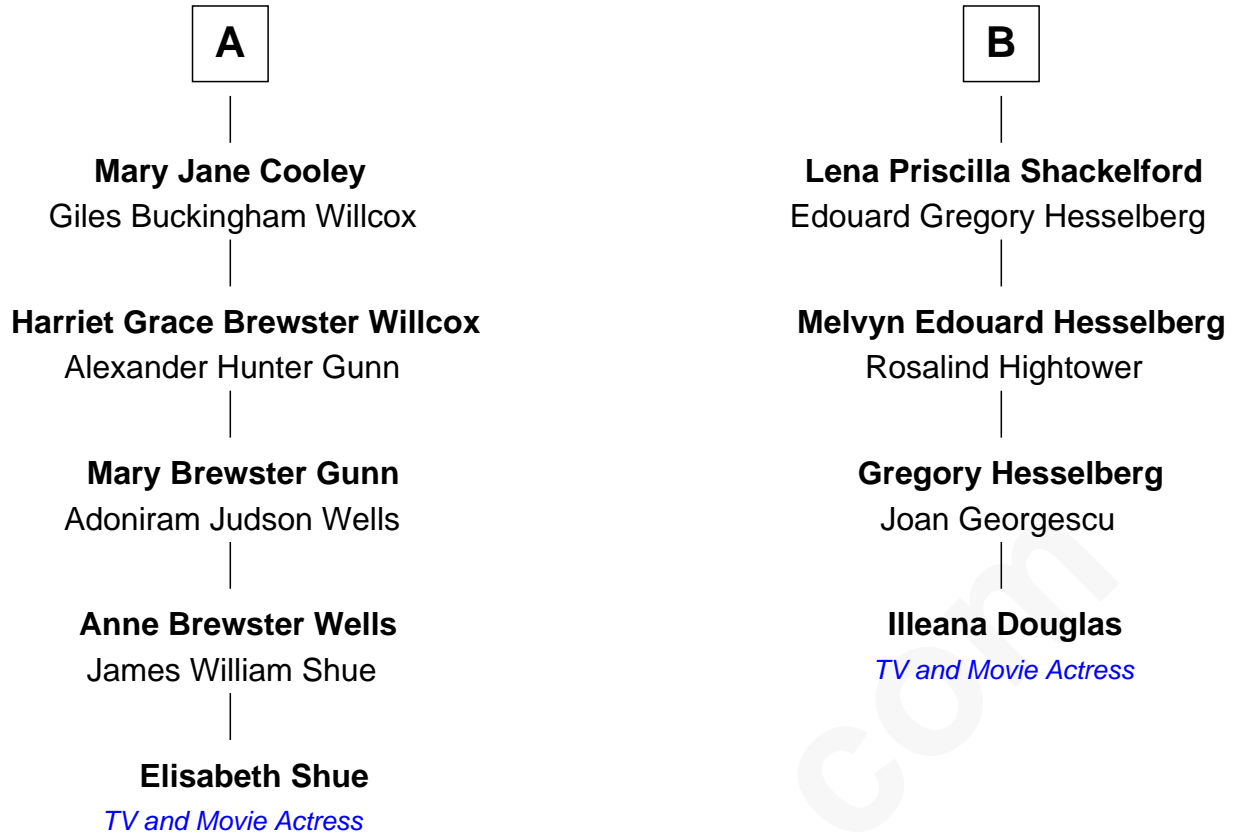 A
Mary Jane Cooley
Giles Buckingham Willcox
Harriet Grace Brewster Willcox
Alexander Hunter Gunn
Mary Brewster Gunn
Adoniram Judson Wells
Anne Brewster Wells
James William Shue
Elisabeth Shue
TV and Movie Actress
B
Lena Priscilla Shackelford
Edouard Gregory Hesselberg
Melvyn Edouard Hesselberg
Rosalind Hightower
Gregory Hesselberg
Joan Georgescu
Illeana Douglas
TV and Movie Actress
com